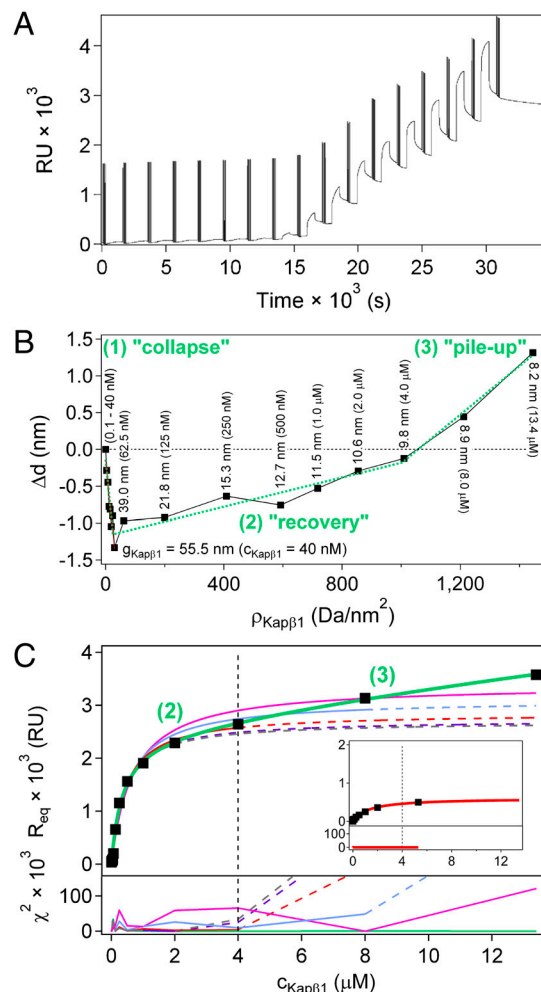 A
RU × 10³
4
3
2
1
0
0
5
10
15
20
25
30
Time × 10³ (s)
B
(1) "collapse"
(3) "pile-up"
(2) "recovery"
Δd (nm)
1.5
1.0
0.5
0.0
-0.5
-1.0
-1.5
(0.1 - 40 nM)
39.0 nm (62.5 nM)
21.8 nm (125 nM)
15.3 nm (250 nM)
12.7 nm (500 nM)
11.5 nm (1.0 μM)
10.6 nm (2.0 μM)
9.8 nm (4.0 μM)
8.9 nm (8.0 μM)
8.2 nm (13.4 μM)
gKapβ1 = 55.5 nm (cKapβ1 = 40 nM)
0
400
800
1,200
ρKapβ1 (Da/nm²)
C
(2)
(3)
Req × 10³ (RU)
4
3
2
1
0
2
1
0
100
0
0
4
8
12
χ² × 10³
100
0
0
2
4
6
8
10
12
cKapβ1 (μM)